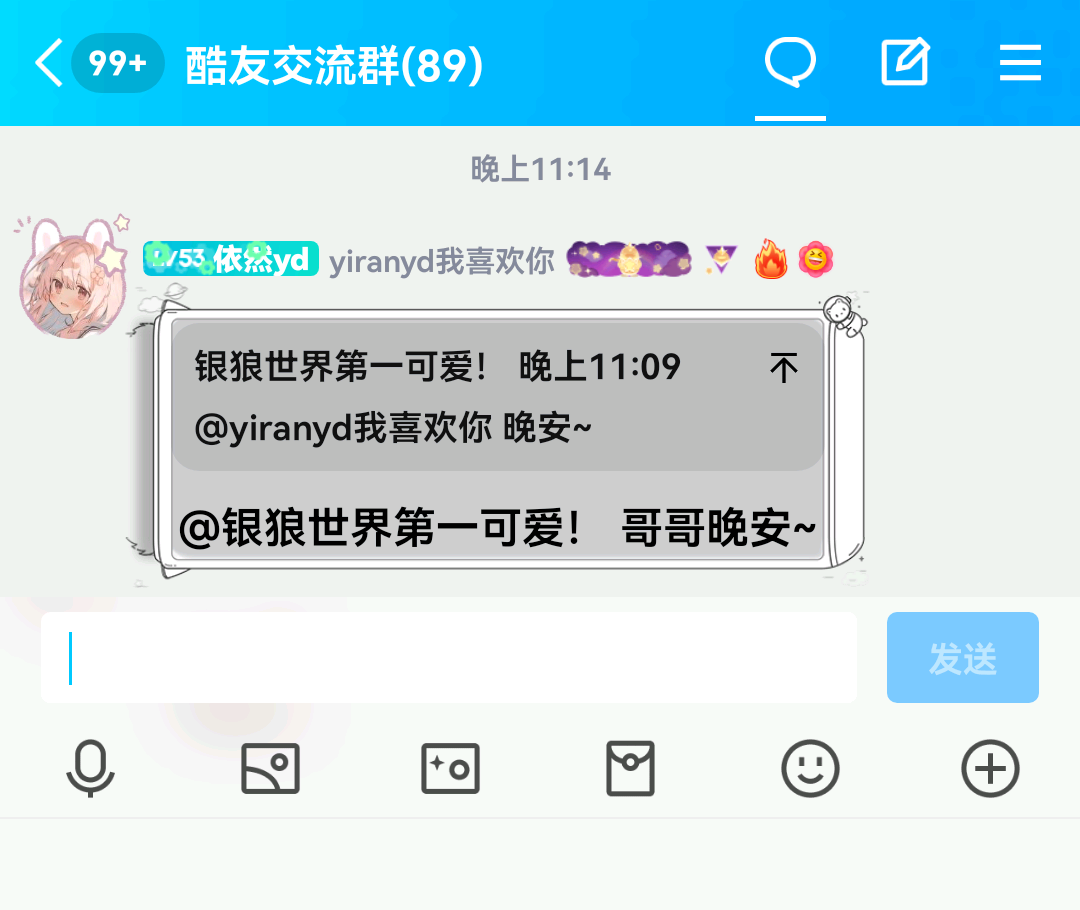 99+ 酷友交流群(89)
晚上11:14
Lv53 依然yd yiranyd我喜欢你
银狼世界第一可爱! 晚上11:09
@yiranyd我喜欢你 晚安~
@银狼世界第一可爱! 哥哥晚安~
发送